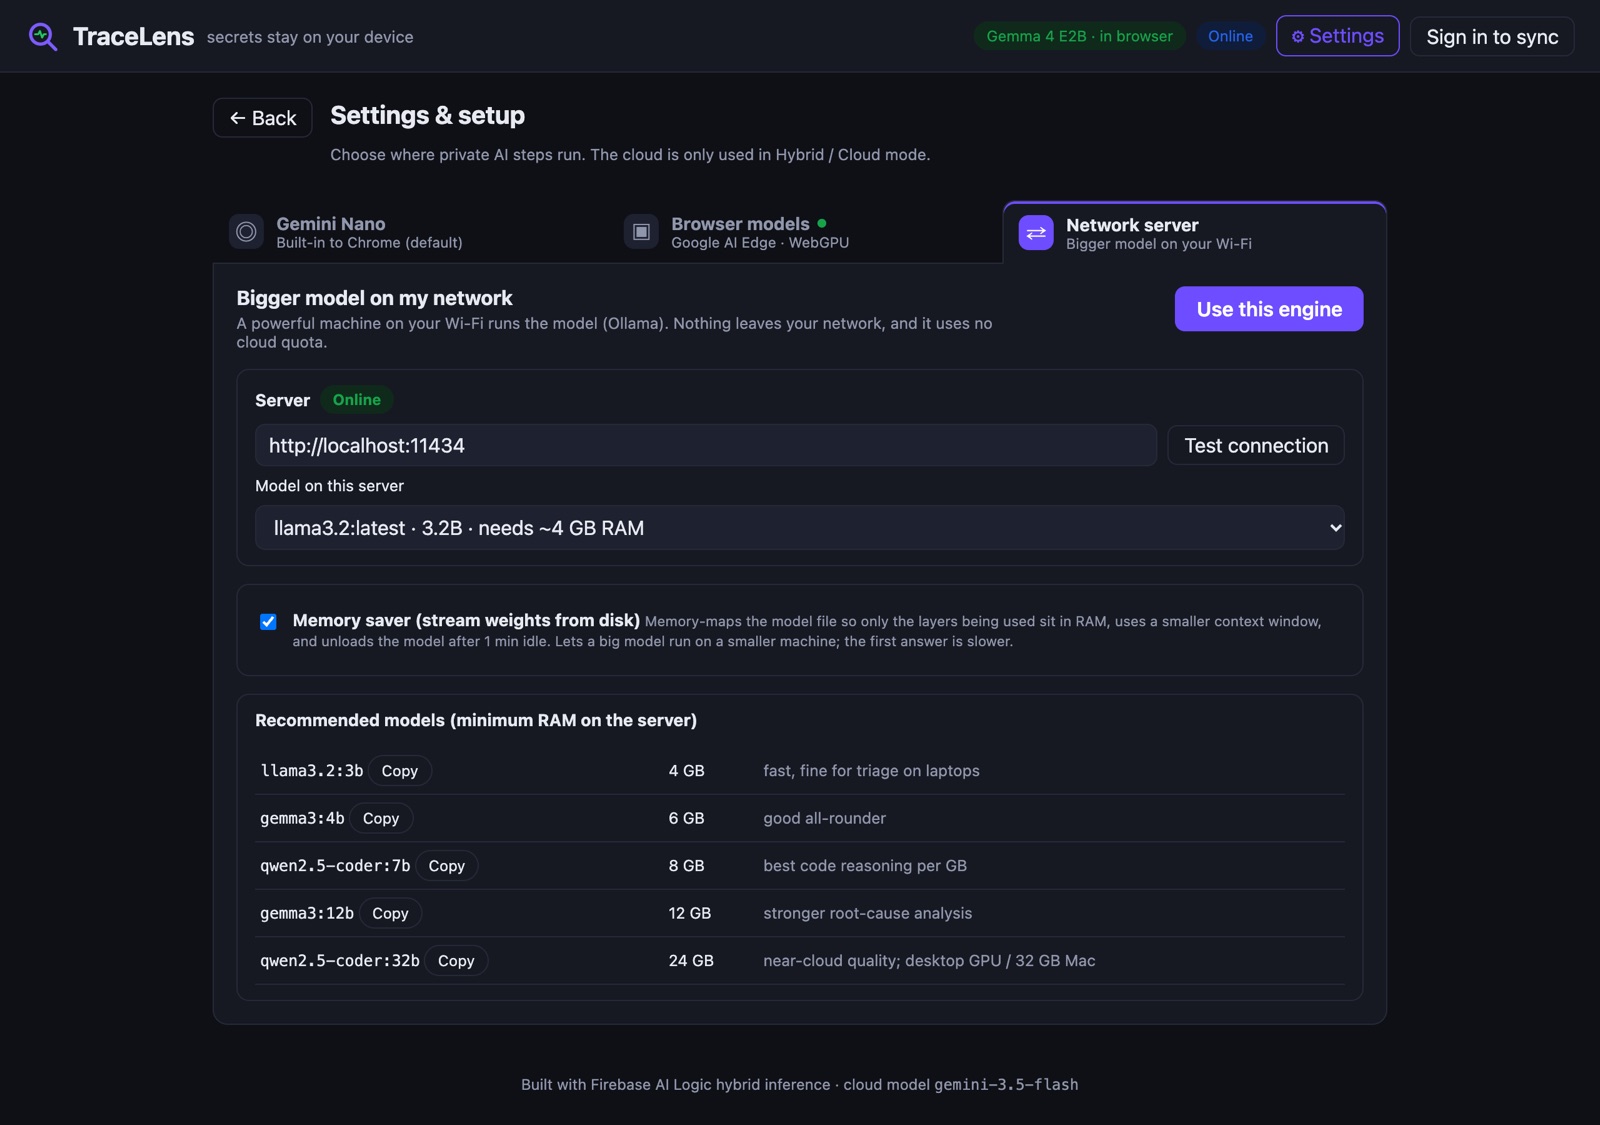 TraceLens secrets stay on your device
Gemma 4 E2B · in browser
Online
⚙ Settings
Sign in to sync
← Back
Settings & setup
Choose where private AI steps run. The cloud is only used in Hybrid / Cloud mode.
Gemini Nano
Built-in to Chrome (default)
Browser models
Google AI Edge · WebGPU
Network server
Bigger model on your Wi-Fi
Bigger model on my network
A powerful machine on your Wi-Fi runs the model (Ollama). Nothing leaves your network, and it uses no
cloud quota.
Use this engine
Server Online
http://localhost:11434
Test connection
Model on this server
llama3.2:latest · 3.2B · needs ~4 GB RAM
Memory saver (stream weights from disk) Memory-maps the model file so only the layers being used sit in RAM, uses a smaller context window,
and unloads the model after 1 min idle. Lets a big model run on a smaller machine; the first answer is slower.
Recommended models (minimum RAM on the server)
llama3.2:3b Copy 4 GB fast, fine for triage on laptops
gemma3:4b Copy 6 GB good all-rounder
qwen2.5-coder:7b Copy 8 GB best code reasoning per GB
gemma3:12b Copy 12 GB stronger root-cause analysis
qwen2.5-coder:32b Copy 24 GB near-cloud quality; desktop GPU / 32 GB Mac
Built with Firebase AI Logic hybrid inference · cloud model gemini-3.5-flash